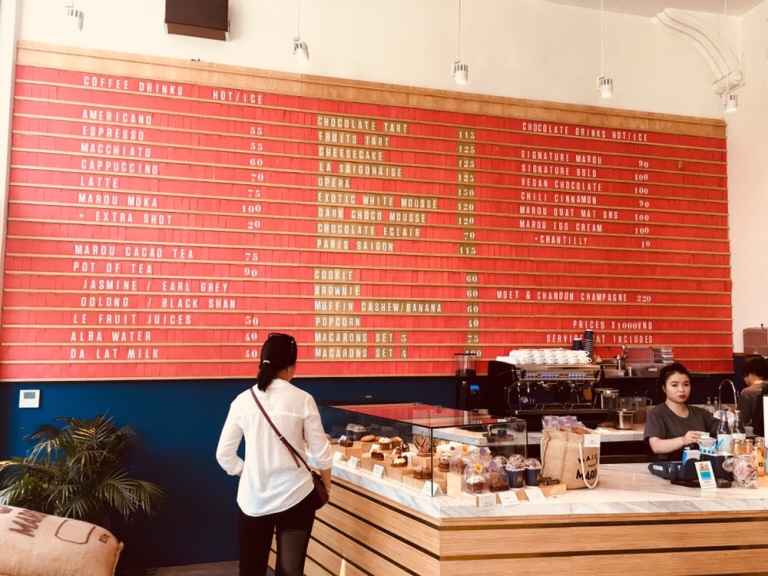 COFFEE DRINKS HOT/ICE
AMERICANO 55
ESPRESSO 55
MACCHIATO 60
CAPPUCCINO 70
LATTE 75
MAROU MOKA 100
+ EXTRA SHOT 20
MAROU CACAO TEA 75
POT OF TEA 90
JASMINE / EARL GREY
OOLONG / BLACK SHAN
LE FRUIT JUICES 50
ALBA WATER 40
DA LAT MILK 40
CHOCOLATE TART 115
FRUITS TART 125
CHEESECAKE 125
LA SAIGONAISE 125
OPERA 150
EXOTIC WHITE MOUSSE 120
DARK CHOCO MOUSSE 120
CHOCOLATE ECLAIR 70
PARIS SAIGON 115
COOKIE 60
BROWNIE 60
MUFFIN CASHEW/BANANA 60
POPCORN 40
MACARONS SET 3 75
MACARONS SET 4
CHOCOLATE DRINKS HOT/ICE
SIGNATURE MAROU 90
SIGNATURE BOLD 100
VEGAN CHOCOLATE 100
CHILI CINNAMON 90
MAROU QUAT MAT ONG 100
MAROU EGG CREAM 100
+CHANTILLY 10
MOET & CHANDON CHAMPAGNE 220
PRICES X1000VND
VAT INCLUDED